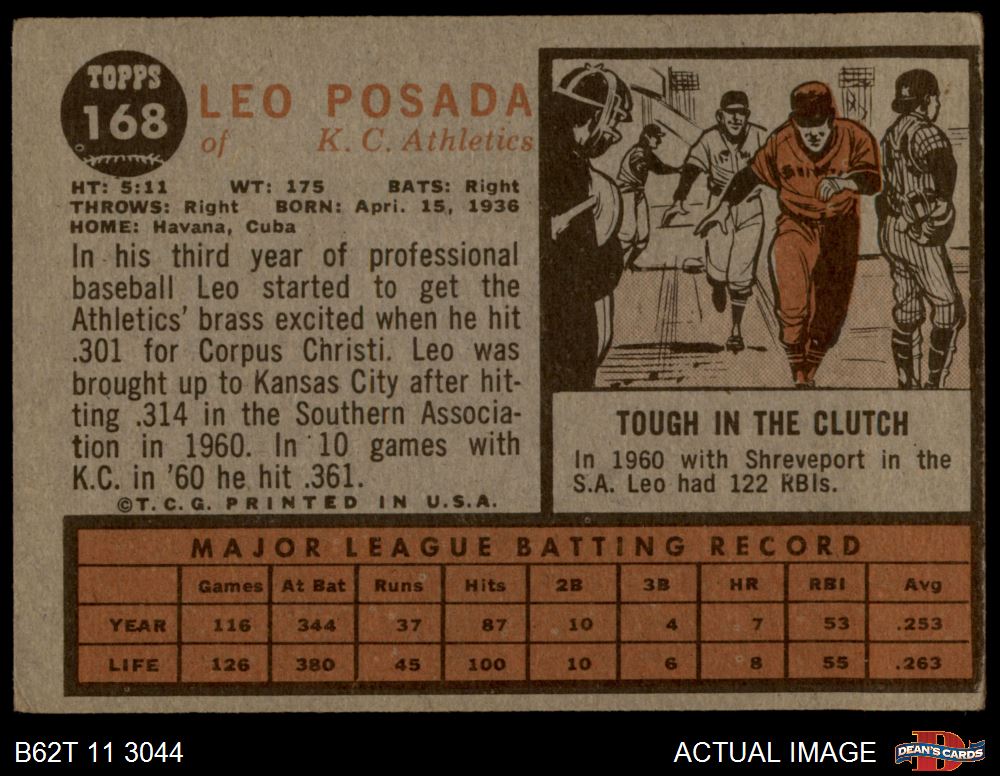 TOPPS
168
LEO POSADA
of K. C. Athletics
HT: 5:11 WT: 175 BATS: Right
THROWS: Right BORN: Apri. 15, 1936
HOME: Havana, Cuba
In his third year of professional
baseball Leo started to get the
Athletics' brass excited when he hit
.301 for Corpus Christi. Leo was
brought up to Kansas City after hit-
ting .314 in the Southern Associa-
tion in 1960. In 10 games with
K.C. in '60 he hit .361.
©T. C. G. PRINTED IN U.S.A.
TOUGH IN THE CLUTCH
In 1960 with Shreveport in the
S.A. Leo had 122 RBIs.
MAJOR LEAGUE BATTING RECORD
Games At Bat Runs Hits 2B 3B HR RBI Avg
YEAR 116 344 37 87 10 4 7 53 .253
LIFE 126 380 45 100 10 6 8 55 .263
B62T 11 3044
ACTUAL IMAGE
D
DEAN'S CARDS